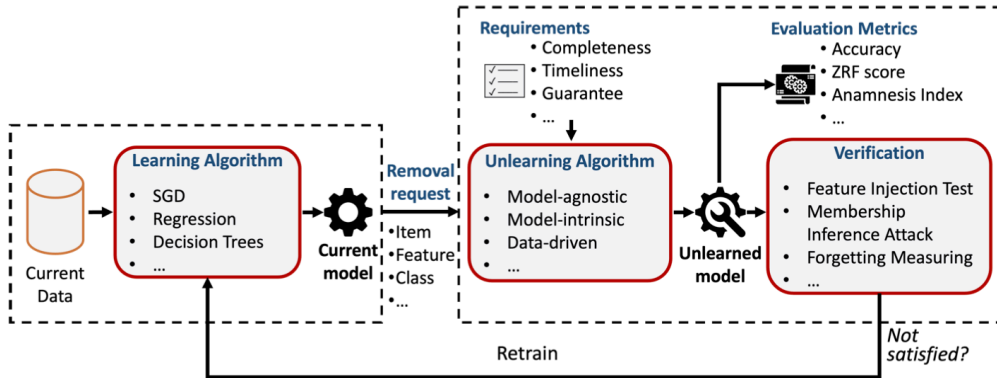 Requirements
• Completeness
• Timeliness
• Guarantee
• ...
Evaluation Metrics
• Accuracy
• ZRF score
• Anamnesis Index
• ...
Current
Data
Learning Algorithm
• SGD
• Regression
• Decision Trees
• ...
Current
model
Removal
request
• Item
• Feature
• Class
• ...
Unlearning Algorithm
• Model-agnostic
• Model-intrinsic
• Data-driven
• ...
Unlearned
model
Verification
• Feature Injection Test
• Membership
Inference Attack
• Forgetting Measuring
• ...
Not
satisfied?
Retrain